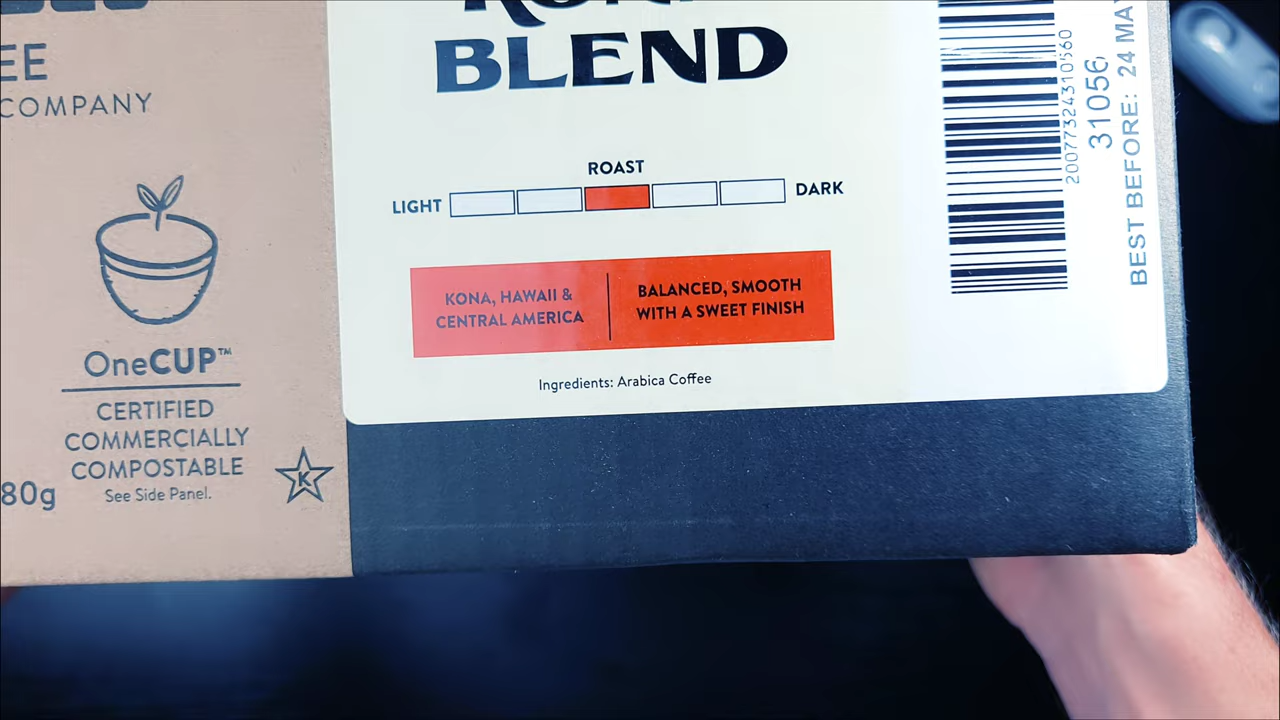 EE
COMPANY
OneCUP™
CERTIFIED
COMMERCIALLY
COMPOSTABLE
See Side Panel.
80g
K
BLEND
ROAST
LIGHT
DARK
KONA, HAWAII &
CENTRAL AMERICA
BALANCED, SMOOTH
WITH A SWEET FINISH
Ingredients: Arabica Coffee
20077324310560
31056
BEST BEFORE: 24 MA